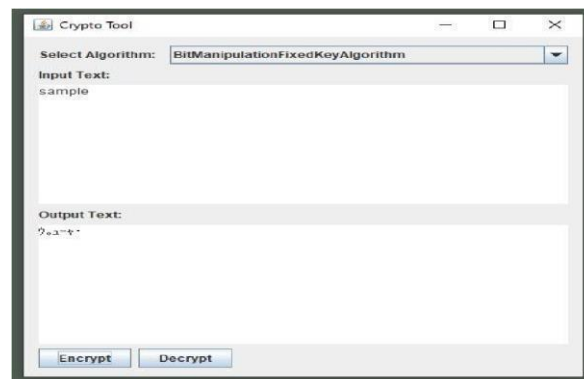 Crypto Tool
Select Algorithm: BitManipulationFixedKeyAlgorithm
Input Text:
sample
Output Text:
Encrypt Decrypt